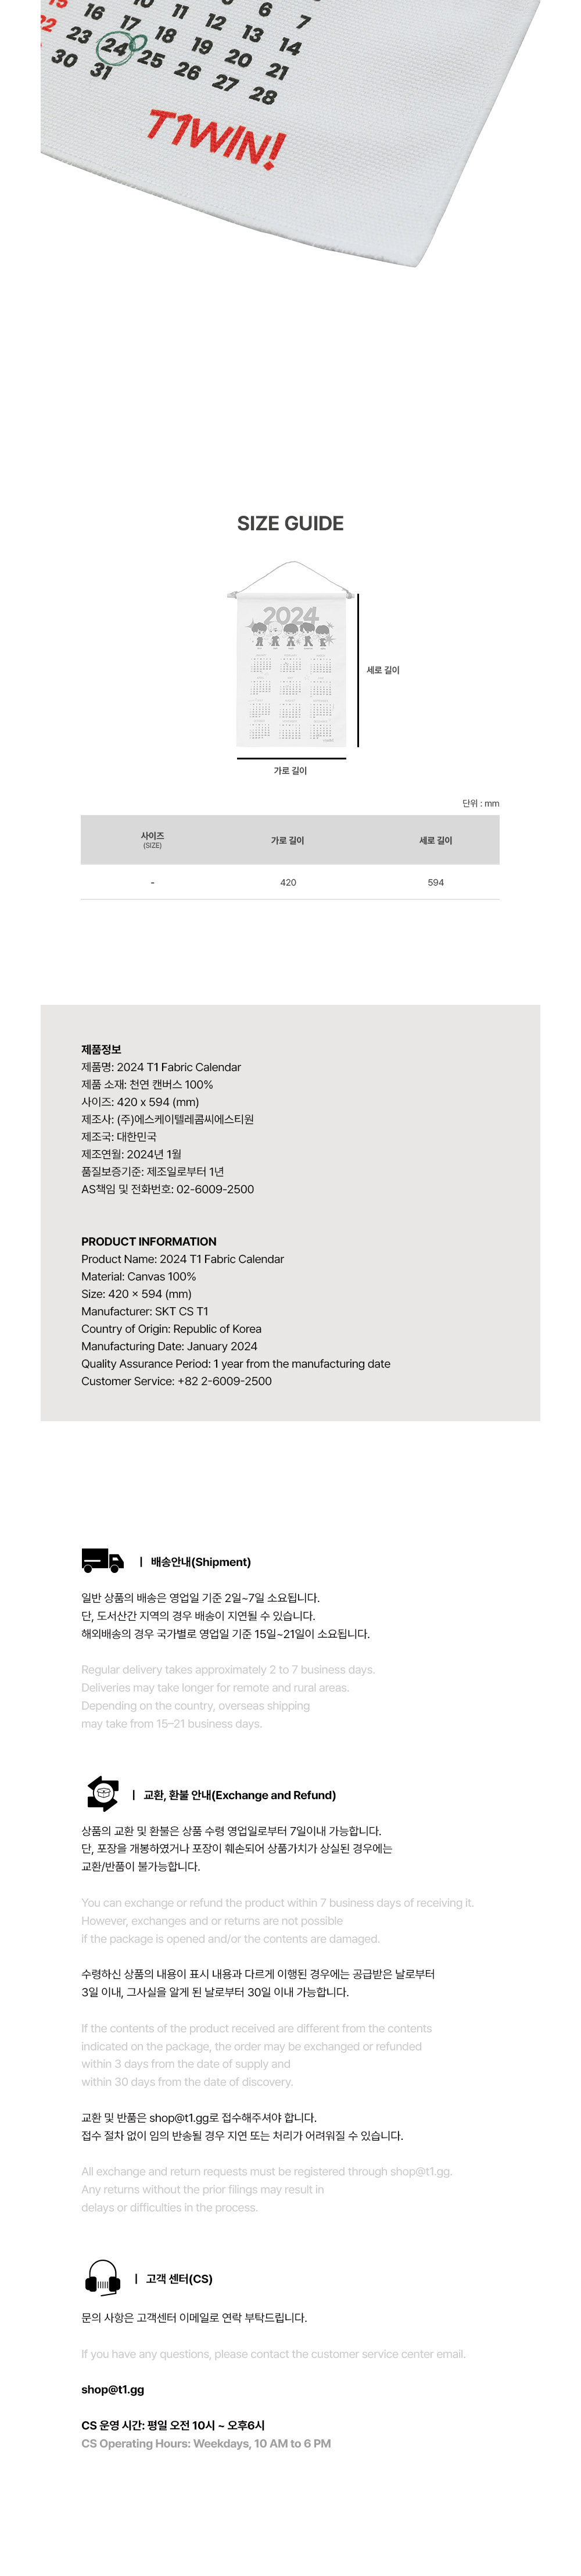 6 7
10 11 12 13 14
15 16 17 18 19 20 21
22 23 24 25 26 27 28
30 31
T1WIN!
SIZE GUIDE
2024
세로 길이
가로 길이
단위 : mm
사이즈 가로 길이 세로 길이
(SIZE)
- 420 594
제품정보
제품명: 2024 T1 Fabric Calendar
제품 소재: 천연 캔버스 100%
사이즈: 420 x 594 (mm)
제조사: (주)에스케이텔레콤씨에스티원
제조국: 대한민국
제조연월: 2024년 1월
품질보증기준: 제조일로부터 1년
AS책임 및 전화번호: 02-6009-2500
PRODUCT INFORMATION
Product Name: 2024 T1 Fabric Calendar
Material: Canvas 100%
Size: 420 × 594 (mm)
Manufacturer: SKT CS T1
Country of Origin: Republic of Korea
Manufacturing Date: January 2024
Quality Assurance Period: 1 year from the manufacturing date
Customer Service: +82 2-6009-2500
| 배송안내(Shipment)
일반 상품의 배송은 영업일 기준 2일~7일 소요됩니다.
단, 도서산간 지역의 경우 배송이 지연될 수 있습니다.
해외배송의 경우 국가별로 영업일 기준 15일~21일이 소요됩니다.
Regular delivery takes approximately 2 to 7 business days.
Deliveries may take longer for remote and rural areas.
Depending on the country, overseas shipping
may take from 15–21 business days.
| 교환, 환불 안내(Exchange and Refund)
상품의 교환 및 환불은 상품 수령 영업일로부터 7일이내 가능합니다.
단, 포장을 개봉하였거나 포장이 훼손되어 상품가치가 상실된 경우에는
교환/반품이 불가능합니다.
You can exchange or refund the product within 7 business days of receiving it.
However, exchanges and or returns are not possible
if the package is opened and/or the contents are damaged.
수령하신 상품의 내용이 표시 내용과 다르게 이행된 경우에는 공급받은 날로부터
3일 이내, 그사실을 알게 된 날로부터 30일 이내 가능합니다.
If the contents of the product received are different from the contents
indicated on the package, the order may be exchanged or refunded
within 3 days from the date of supply and
within 30 days from the date of discovery.
교환 및 반품은 shop@t1.gg로 접수해주셔야 합니다.
접수 절차 없이 임의 반송될 경우 지연 또는 처리가 어려워질 수 있습니다.
All exchange and return requests must be registered through shop@t1.gg.
Any returns without the prior filings may result in
delays or difficulties in the process.
| 고객 센터(CS)
문의 사항은 고객센터 이메일로 연락 부탁드립니다.
If you have any questions, please contact the customer service center email.
shop@t1.gg
CS 운영 시간: 평일 오전 10시 ~ 오후6시
CS Operating Hours: Weekdays, 10 AM to 6 PM